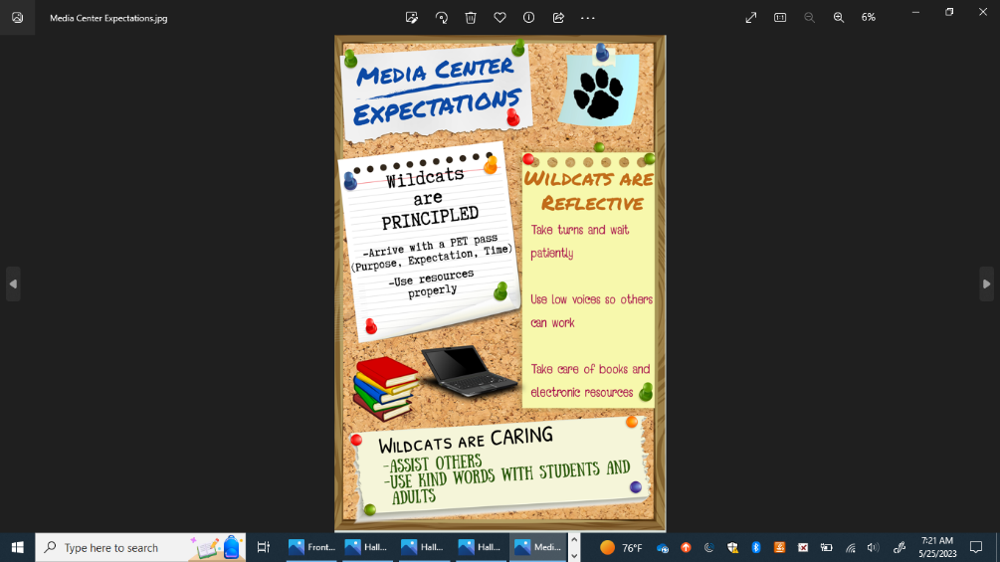 Media Center Expectations.jpg
6%
MEDIA CENTER
EXPECTATIONS
Wildcats
are
PRINCIPLED
-Arrive with a PET pass
(Purpose, Expectation, Time)
-Use resources
properly
WILDCATS ARE
REFLECTIVE
Take turns and wait
patiently
Use low voices so others
can work
Take care of books and
electronic resources
WILDCATS ARE CARING
-ASSIST OTHERS
-USE KIND WORDS WITH STUDENTS AND
ADULTS
Type here to search
Front...
Hall...
Hall...
Hall...
Medi...
76°F
7:21 AM
5/25/2023